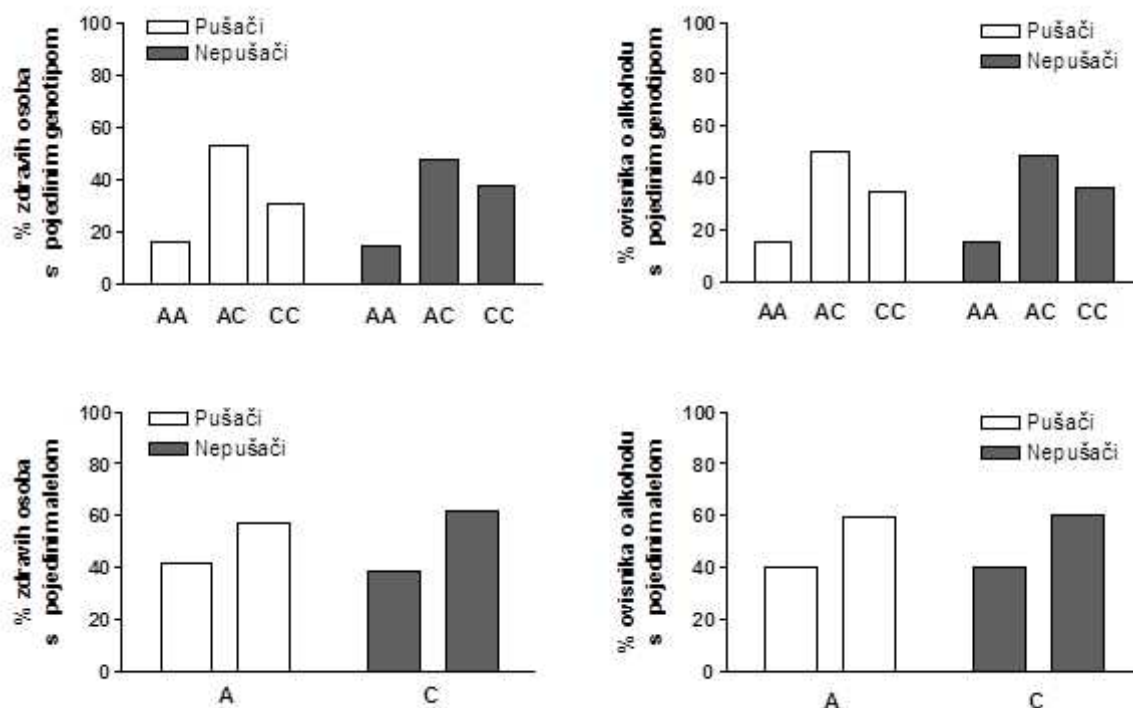 % zdravih osoba
s pojedinim genotipom
100
80
60
40
20
0
Pušači
Nepušači
AA AC CC AA AC CC
% ovisnika o alkoholu
s pojedinim genotipom
100
80
60
40
20
0
Pušači
Nepušači
AA AC CC AA AC CC
% zdravih osoba
s pojedinim alelom
100
80
60
40
20
0
Pušači
Nepušači
A C
% ovisnika o alkoholu
s pojedinim alelom
100
80
60
40
20
0
Pušači
Nepušači
A C